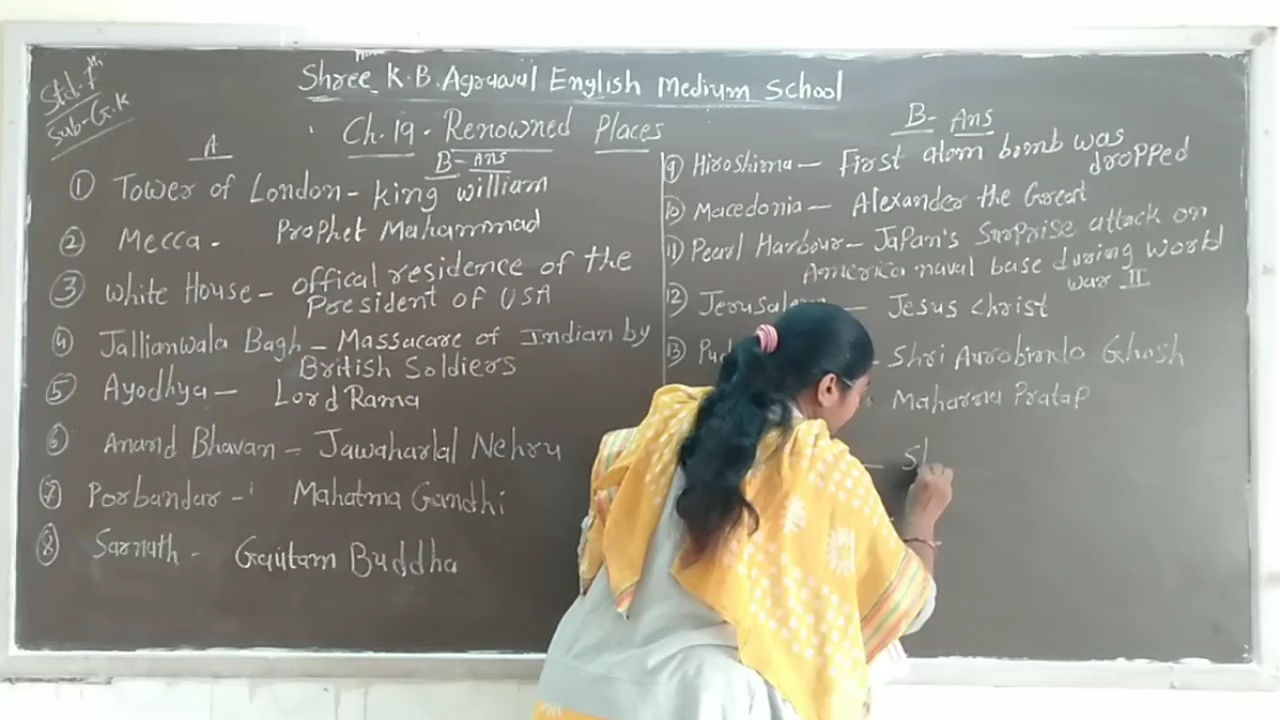 Std. 7th
Sub-G.K
Shree K.B. Agrawal English Medium School
Ch.19. Renowned Places
A
B- Ans
① Tower of London - king william
② Mecca - Prophet Mahammad
③ White House - offical residence of the
President of USA
④ Jallianwala Bagh - Massacare of Indian by
British Soldiers
⑤ Ayodhya - Lord Rama
⑥ Anand Bhavan - Jawaharlal Nehru
⑦ Porbandar - Mahatma Gandhi
⑧ Sarnath - Gautam Buddha
B- Ans
⑨ Hiroshima - First atom bomb was
dropped
⑩ Macedonia - Alexander the Great
⑪ Pearl Harbour - Japan's Surprise attack on
America naval base during World
War II
⑫ Jerusalem - Jesus Christ
⑬ - Shri Aurobindo Ghosh
Maharna Pratap
- Sh